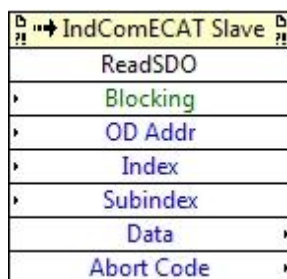 IndComECAT Slave
ReadSDO
Blocking
OD Addr
Index
Subindex
Data
Abort Code